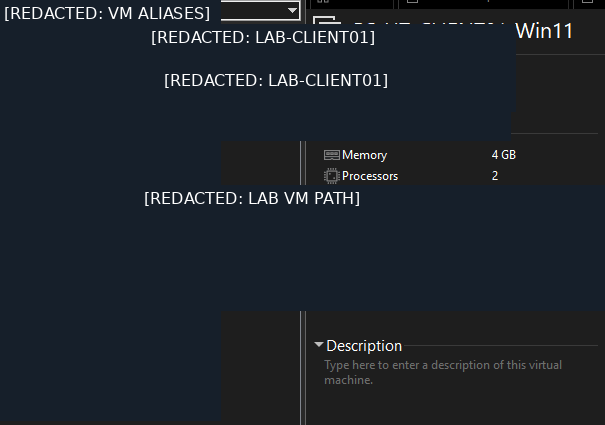 [REDACTED: VM ALIASES]
Win11
[REDACTED: LAB-CLIENT01]
[REDACTED: LAB-CLIENT01]
Memory 4 GB
Processors 2
[REDACTED: LAB VM PATH]
Description
Type here to enter a description of this virtual
machine.